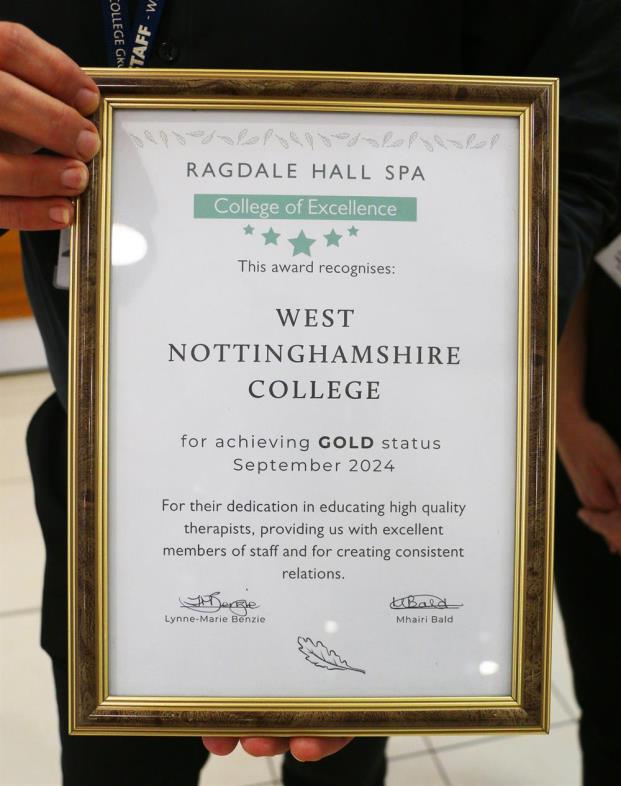 COLLEGE
STAFF - W
RAGDALE HALL SPA
College of Excellence
This award recognises:
WEST
NOTTINGHAMSHIRE
COLLEGE
for achieving GOLD status
September 2024
For their dedication in educating high quality
therapists, providing us with excellent
members of staff and for creating consistent
relations.
Lynne-Marie Benzie
Mhairi Bald